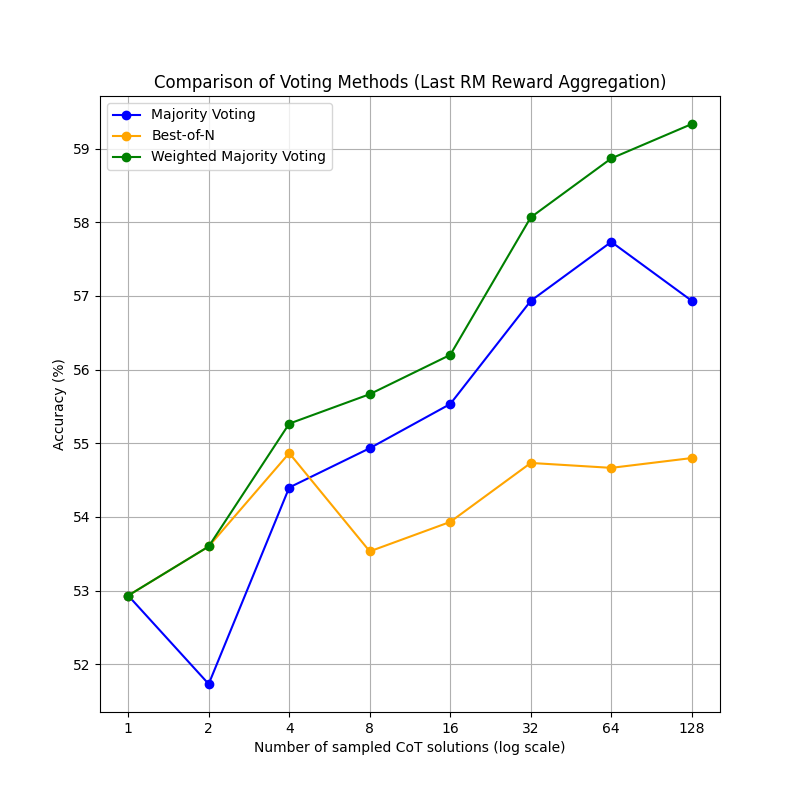 Comparison of Voting Methods (Last RM Reward Aggregation)
Majority Voting
Best-of-N
Weighted Majority Voting
Accuracy (%)
59
58
57
56
55
54
53
52
1 2 4 8 16 32 64 128
Number of sampled CoT solutions (log scale)